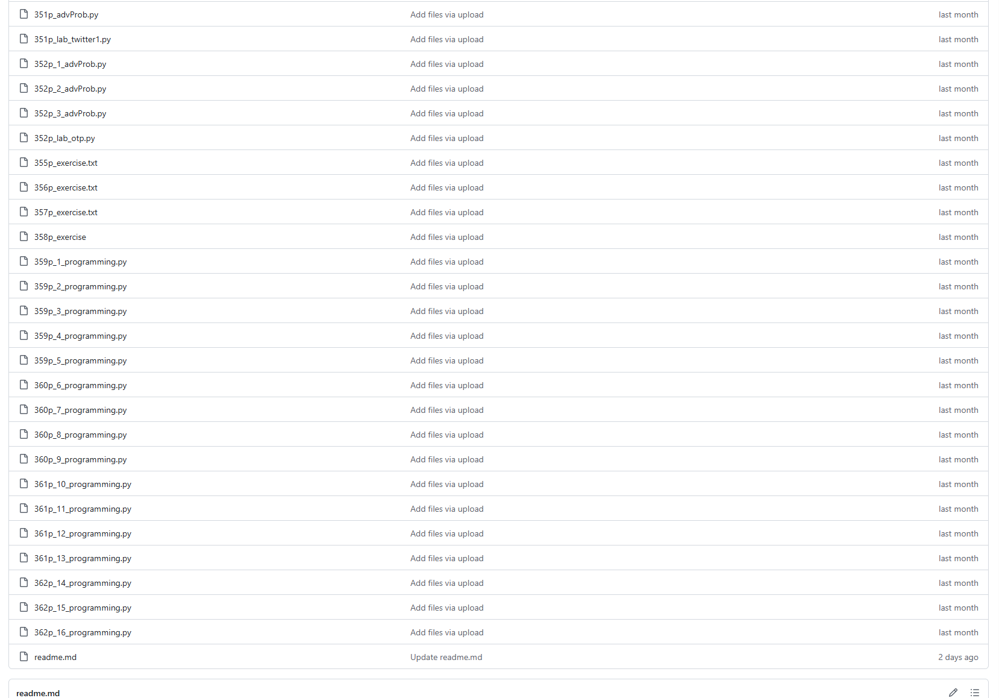 351p_advProb.py Add files via upload last month
351p_lab_twitter1.py Add files via upload last month
352p_1_advProb.py Add files via upload last month
352p_2_advProb.py Add files via upload last month
352p_3_advProb.py Add files via upload last month
352p_lab_otp.py Add files via upload last month
355p_exercise.txt Add files via upload last month
356p_exercise.txt Add files via upload last month
357p_exercise.txt Add files via upload last month
358p_exercise Add files via upload last month
359p_1_programming.py Add files via upload last month
359p_2_programming.py Add files via upload last month
359p_3_programming.py Add files via upload last month
359p_4_programming.py Add files via upload last month
359p_5_programming.py Add files via upload last month
360p_6_programming.py Add files via upload last month
360p_7_programming.py Add files via upload last month
360p_8_programming.py Add files via upload last month
360p_9_programming.py Add files via upload last month
361p_10_programming.py Add files via upload last month
361p_11_programming.py Add files via upload last month
361p_12_programming.py Add files via upload last month
361p_13_programming.py Add files via upload last month
362p_14_programming.py Add files via upload last month
362p_15_programming.py Add files via upload last month
362p_16_programming.py Add files via upload last month
readme.md Update readme.md 2 days ago
readme.md